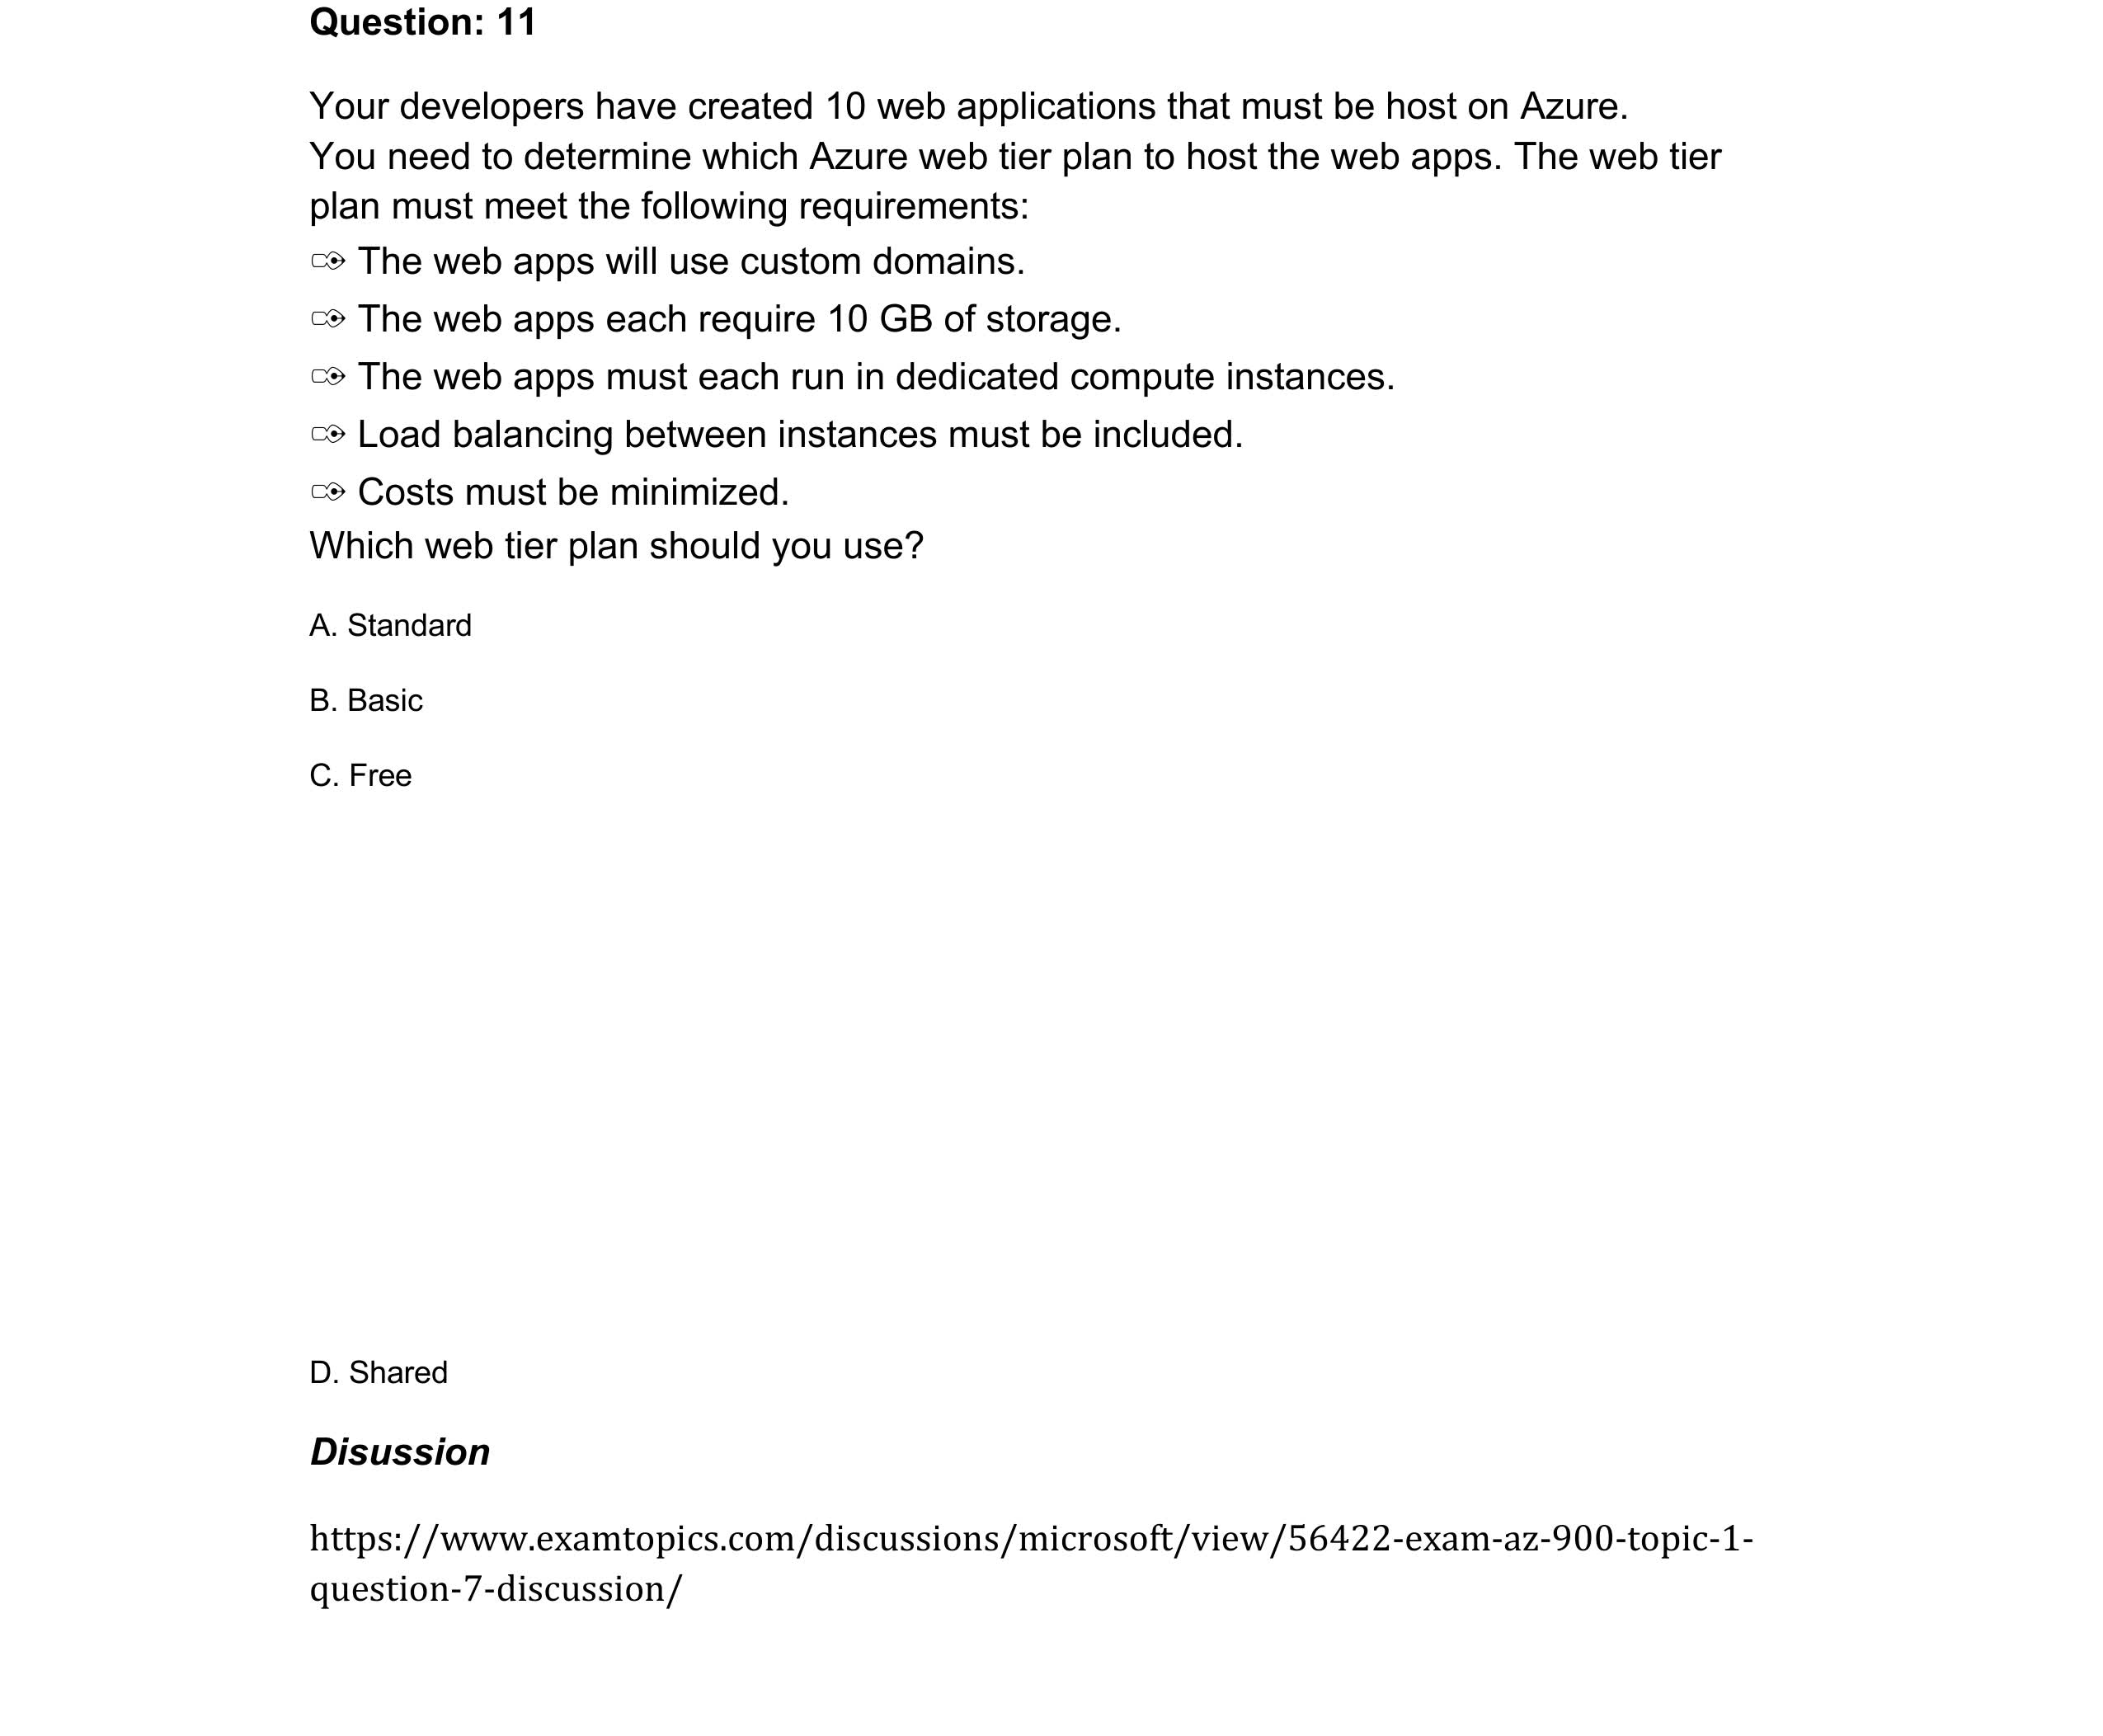 Question: 11
Your developers have created 10 web applications that must be host on Azure.
You need to determine which Azure web tier plan to host the web apps. The web tier
plan must meet the following requirements:
The web apps will use custom domains.
The web apps each require 10 GB of storage.
The web apps must each run in dedicated compute instances.
Load balancing between instances must be included.
Costs must be minimized.
Which web tier plan should you use?
A. Standard
B. Basic
C. Free
D. Shared
Disussion
https://www.examtopics.com/discussions/microsoft/view/56422-exam-az-900-topic-1-
question-7-discussion/